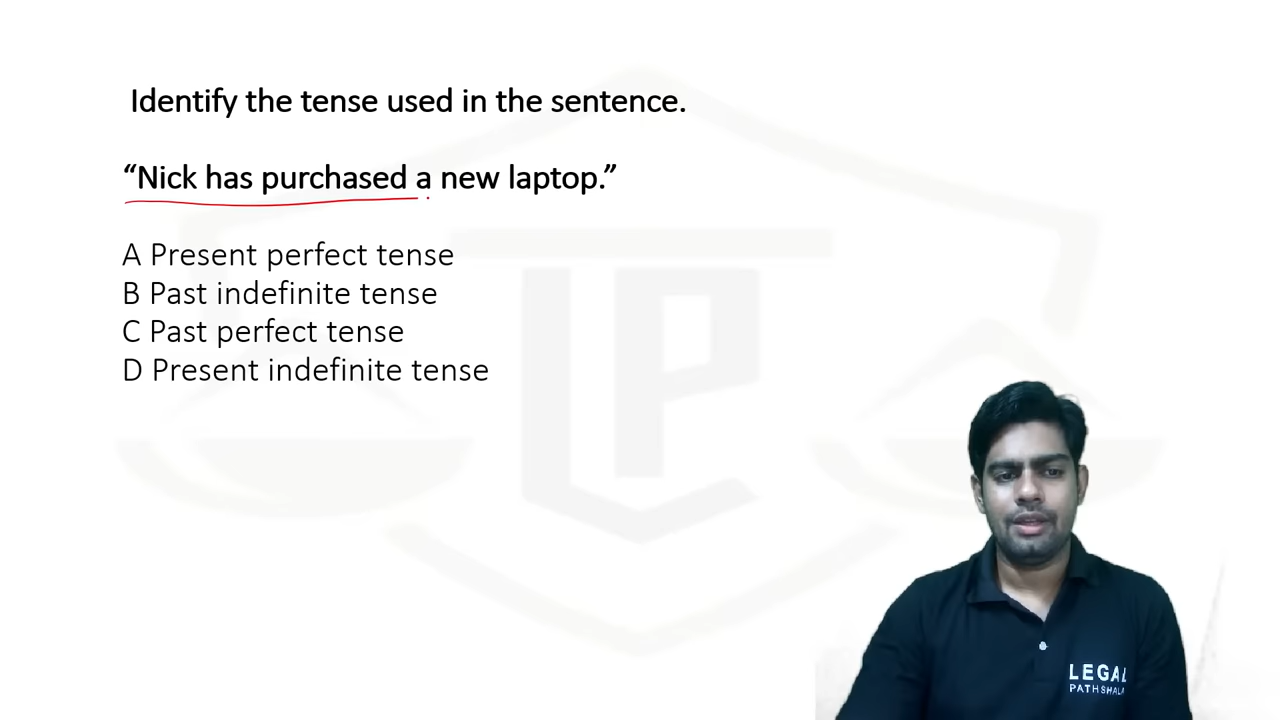 Identify the tense used in the sentence.
“Nick has purchased a new laptop.”
A Present perfect tense
B Past indefinite tense
C Past perfect tense
D Present indefinite tense
LP
LEGAL
PATHSHALA